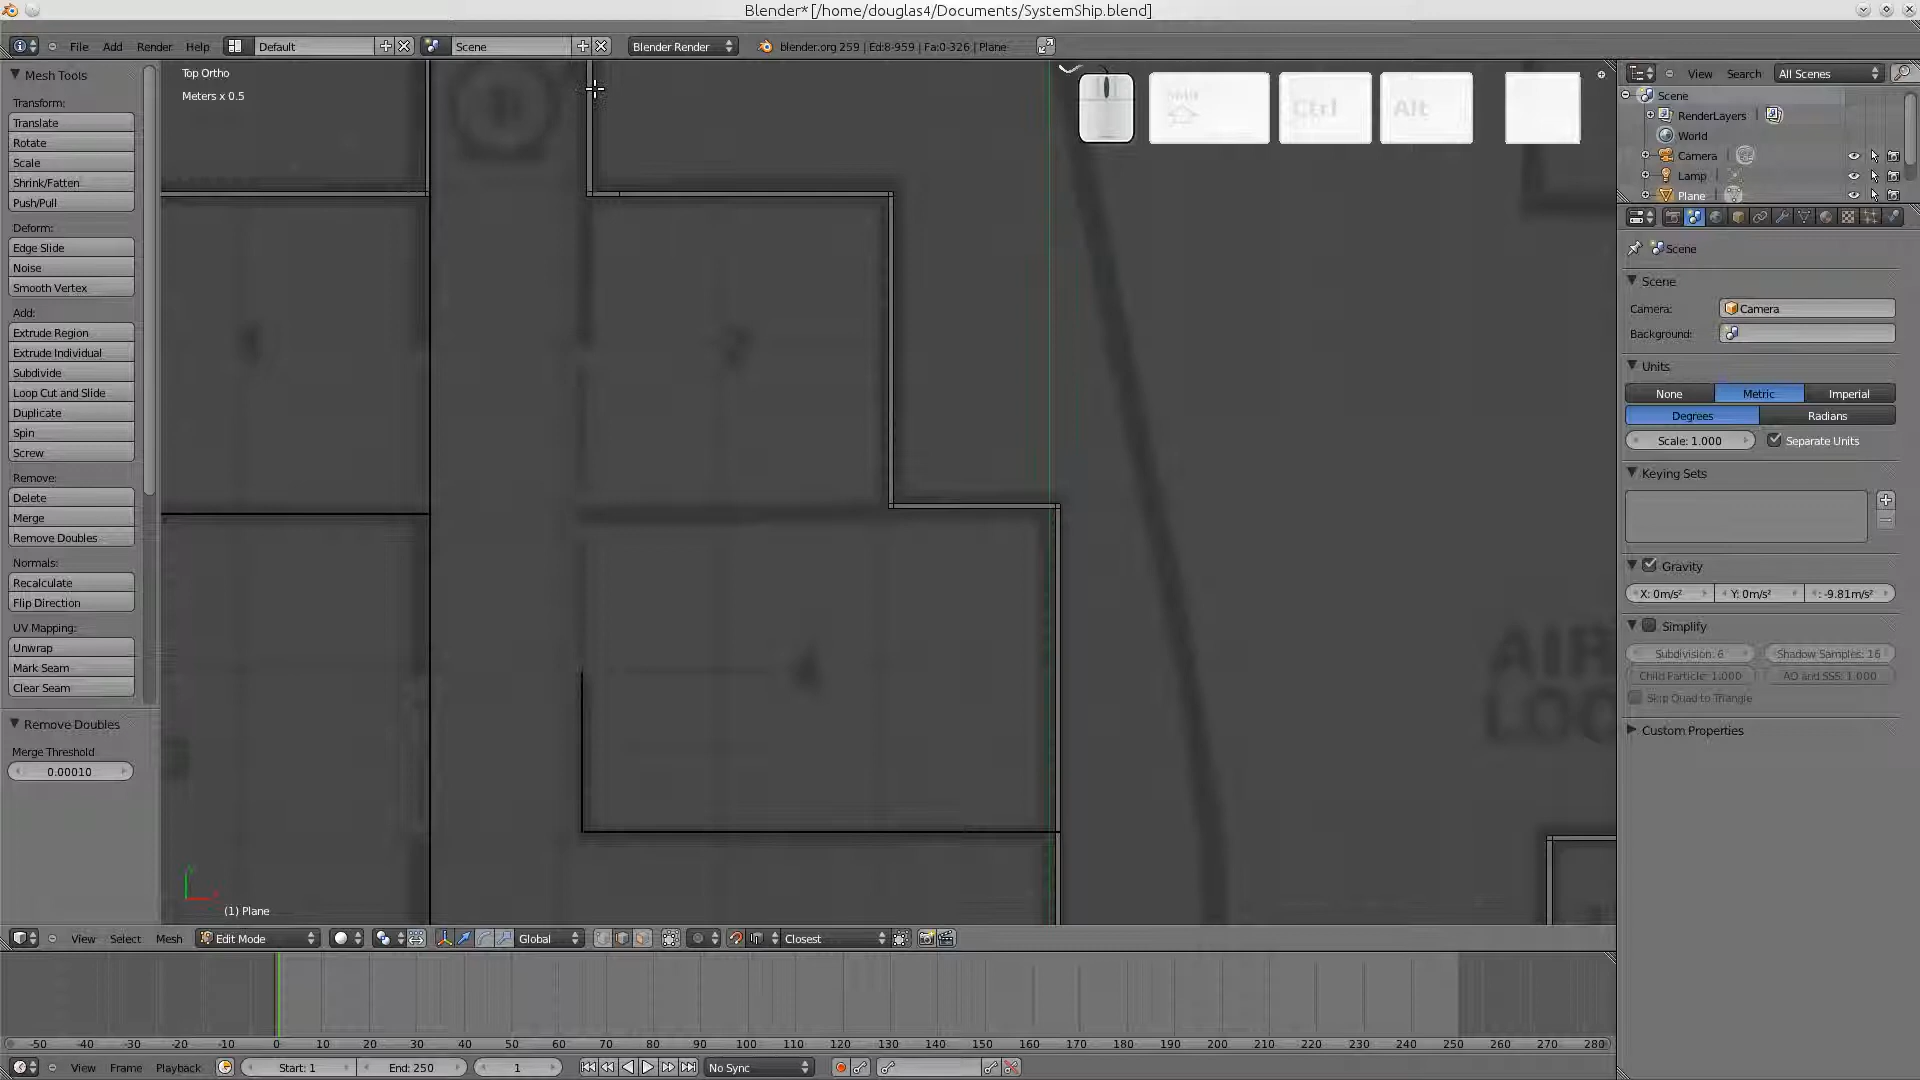 Blender* [/home/douglas4/Documents/SystemShip.blend]
File Add Render Help Default Scene Blender Render blender.org 259 | Ed:8-959 | Fa:0-326 | Plane
View Search All Scenes
Mesh Tools
Top Ortho
Meters x 0.5
Ctrl
Alt
Transform:
Translate
Rotate
Scale
Shrink/Fatten
Push/Pull
Deform:
Edge Slide
Noise
Smooth Vertex
Add:
Extrude Region
Extrude Individual
Subdivide
Loop Cut and Slide
Duplicate
Spin
Screw
Remove:
Delete
Merge
Remove Doubles
Normals:
Recalculate
Flip Direction
UV Mapping:
Unwrap
Mark Seam
Clear Seam
Remove Doubles
Merge Threshold
0.00010
(1) Plane
AIR
LOC
Scene
RenderLayers
World
Camera
Lamp
Plane
Scene
Scene
Camera: Camera
Background:
Units
None Metric Imperial
Degrees Radians
Scale: 1.000 Separate Units
Keying Sets
Gravity
X: 0m/s² Y: 0m/s² : -9.81m/s²
Simplify
Subdivision: 6 Shadow Samples: 16
Child Particle: 1.000 AO and SSS: 1.000
Skip Quad to Triangle
Custom Properties
View Select Mesh Edit Mode Global Closest
-50 -40 -30 -20 -10 0 10 20 30 40 50 60 70 80 90 100 110 120 130 140 150 160 170 180 190 200 210 220 230 240 250 260 270 280
View Frame Playback Start: 1 End: 250 1 No Sync